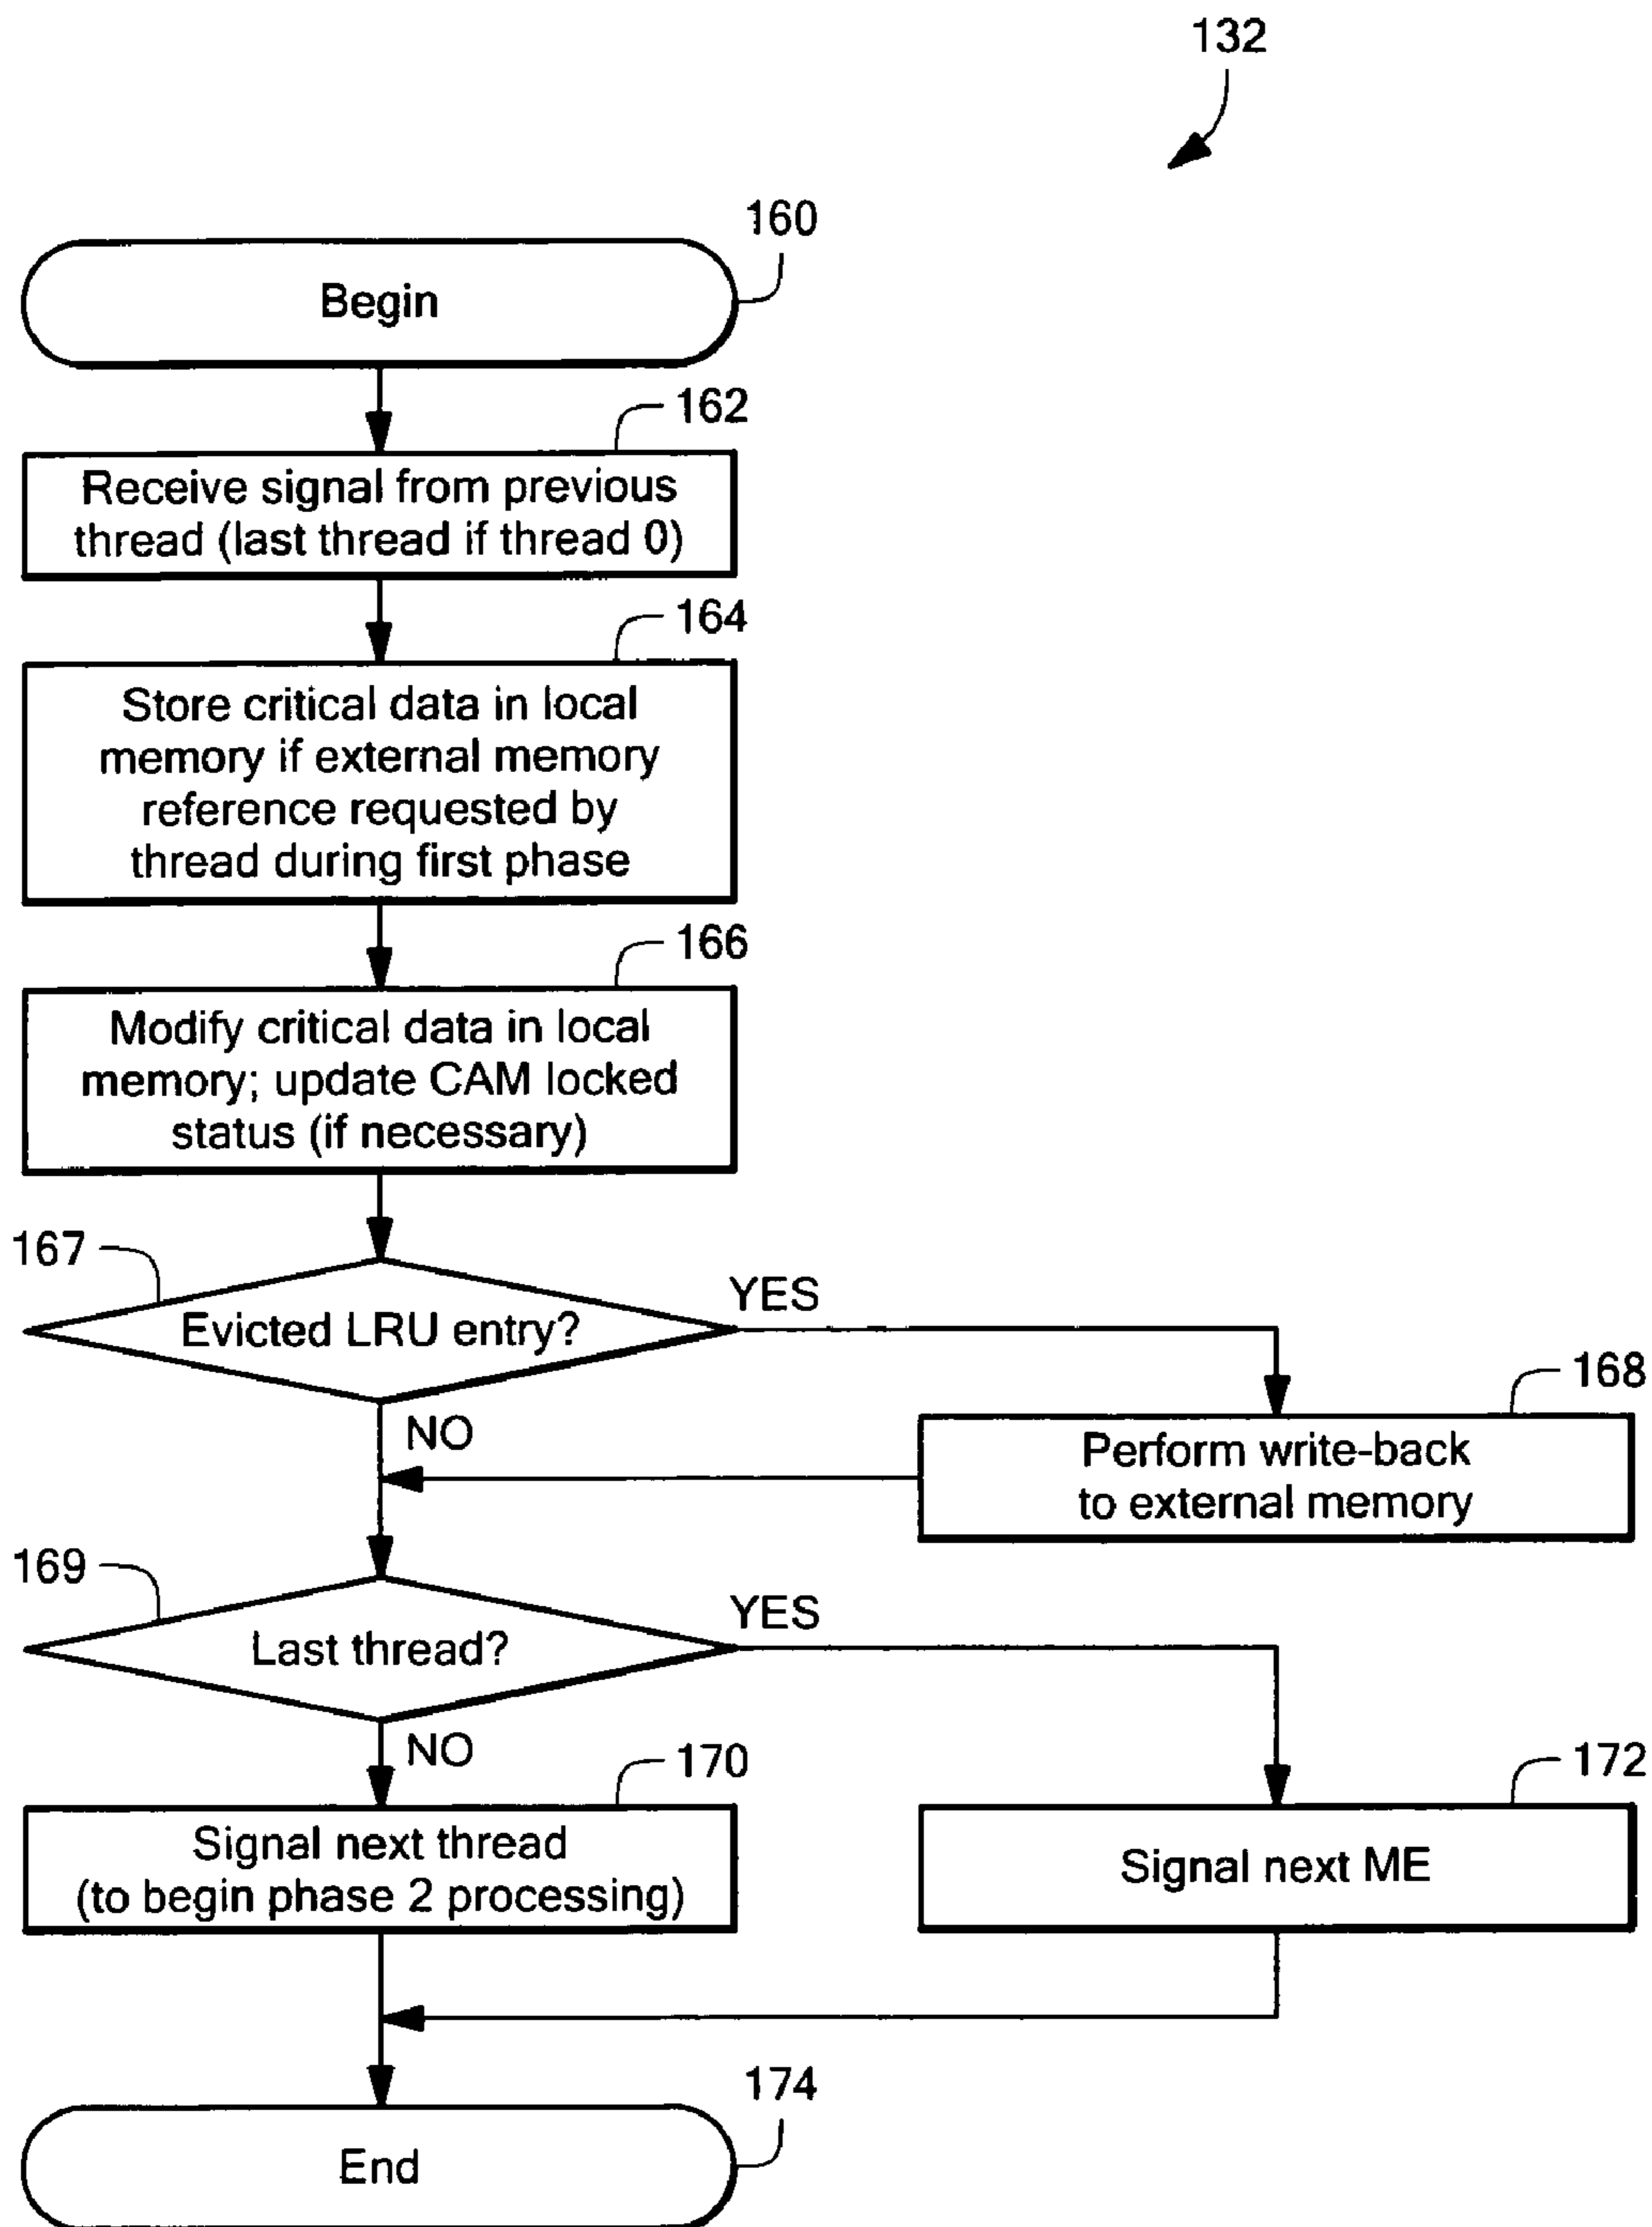 132
160
Begin
162
Receive signal from previous
thread (last thread if thread 0)
164
Store critical data in local
memory if external memory
reference requested by
thread during first phase
166
Modify critical data in local
memory; update CAM locked
status (if necessary)
167
Evicted LRU entry?
YES
168
NO
Perform write-back
to external memory
169
Last thread?
YES
NO
170
172
Signal next thread
(to begin phase 2 processing)
Signal next ME
174
End